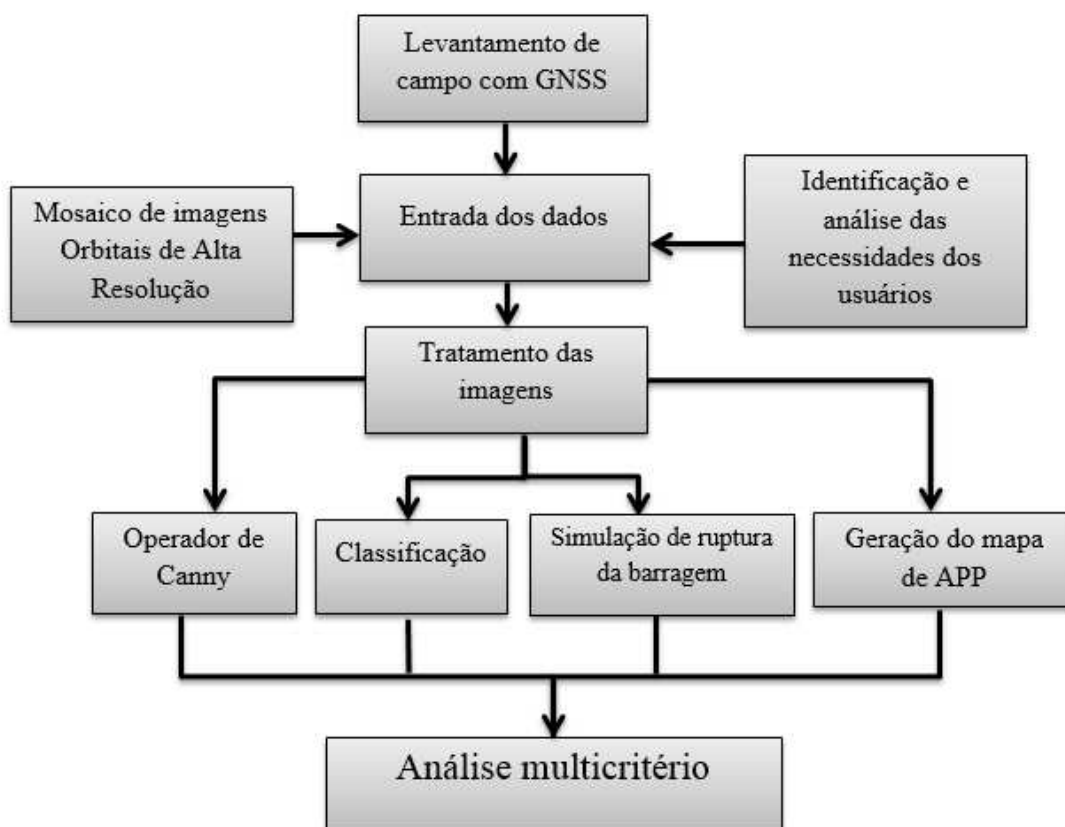 Levantamento de
campo com GNSS
Mosaico de imagens
Orbitais de Alta
Resolução
Entrada dos dados
Identificação e
análise das
necessidades dos
usuários
Tratamento das
imagens
Operador de
Canny
Classificação
Simulação de ruptura
da barragem
Geração do mapa
de APP
Análise multicritério